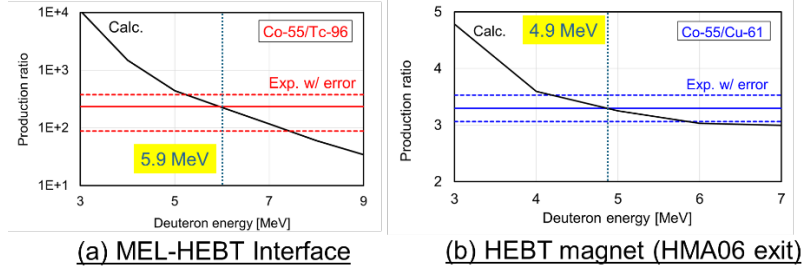 1E+4
1E+3
1E+2
1E+1
Production ratio
Calc.
Co-55/Tc-96
Exp. w/ error
5.9 MeV
3 5 7 9
Deuteron energy [MeV]
(a) MEL-HEBT Interface
5
4
3
2
Production ratio
Calc.
4.9 MeV
Co-55/Cu-61
Exp. w/ error
3 4 5 6 7
Deuteron energy [MeV]
(b) HEBT magnet (HMA06 exit)